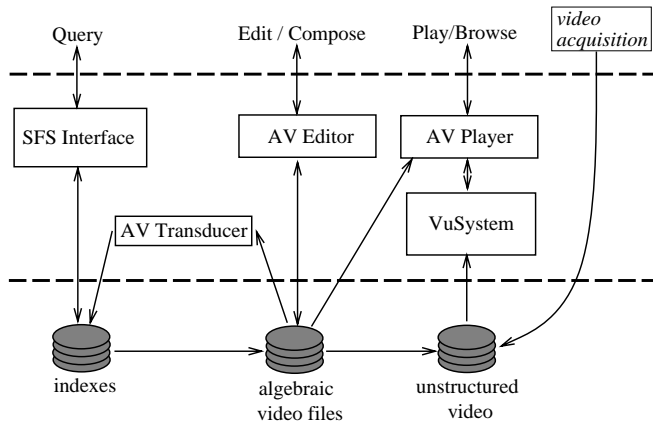 Query
Edit / Compose
Play/Browse
video
acquisition
SFS Interface
AV Editor
AV Player
AV Transducer
VuSystem
indexes
algebraic
video files
unstructured
video